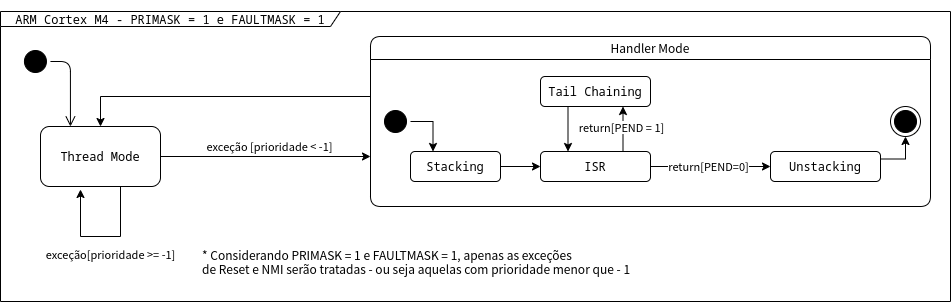 ARM Cortex M4 - PRIMASK = 1 e FAULTMASK = 1
Handler Mode
Tail Chaining
return[PEND = 1]
Thread Mode
exceção [prioridade < -1]
Stacking
ISR
return[PEND=0]
Unstacking
exceção[prioridade >= -1]
* Considerando PRIMASK = 1 e FAULTMASK = 1, apenas as exceções
de Reset e NMI serão tratadas - ou seja aquelas com prioridade menor que - 1